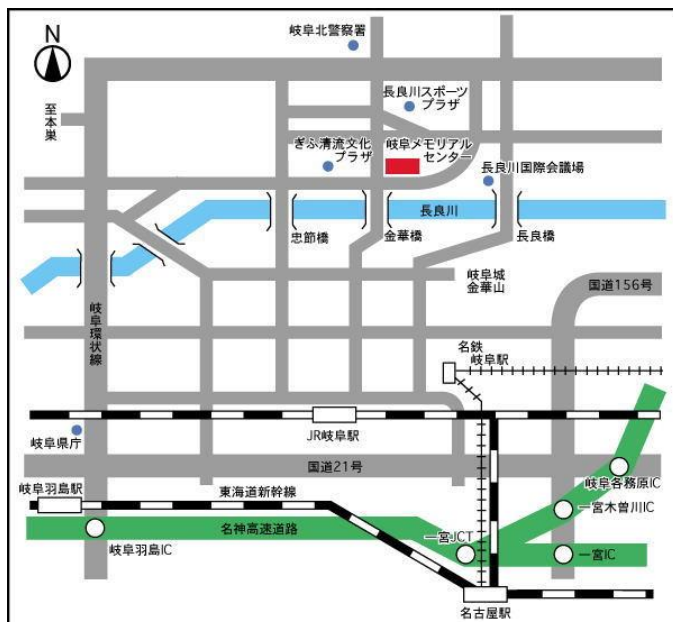 N
岐阜北警察署
長良川スポーツ
プラザ
至本巣
ぎふ清流文化
プラザ
岐阜メモリアル
センター
長良川国際会議場
長良川
忠節橋
金華橋
長良橋
岐阜城
金華山
国道156号
岐阜環状線
名鉄
岐阜駅
JR岐阜駅
岐阜県庁
国道21号
岐阜各務原IC
岐阜羽島駅
東海道新幹線
一宮木曽川IC
名神高速道路
一宮JCT
一宮IC
岐阜羽島IC
名古屋駅